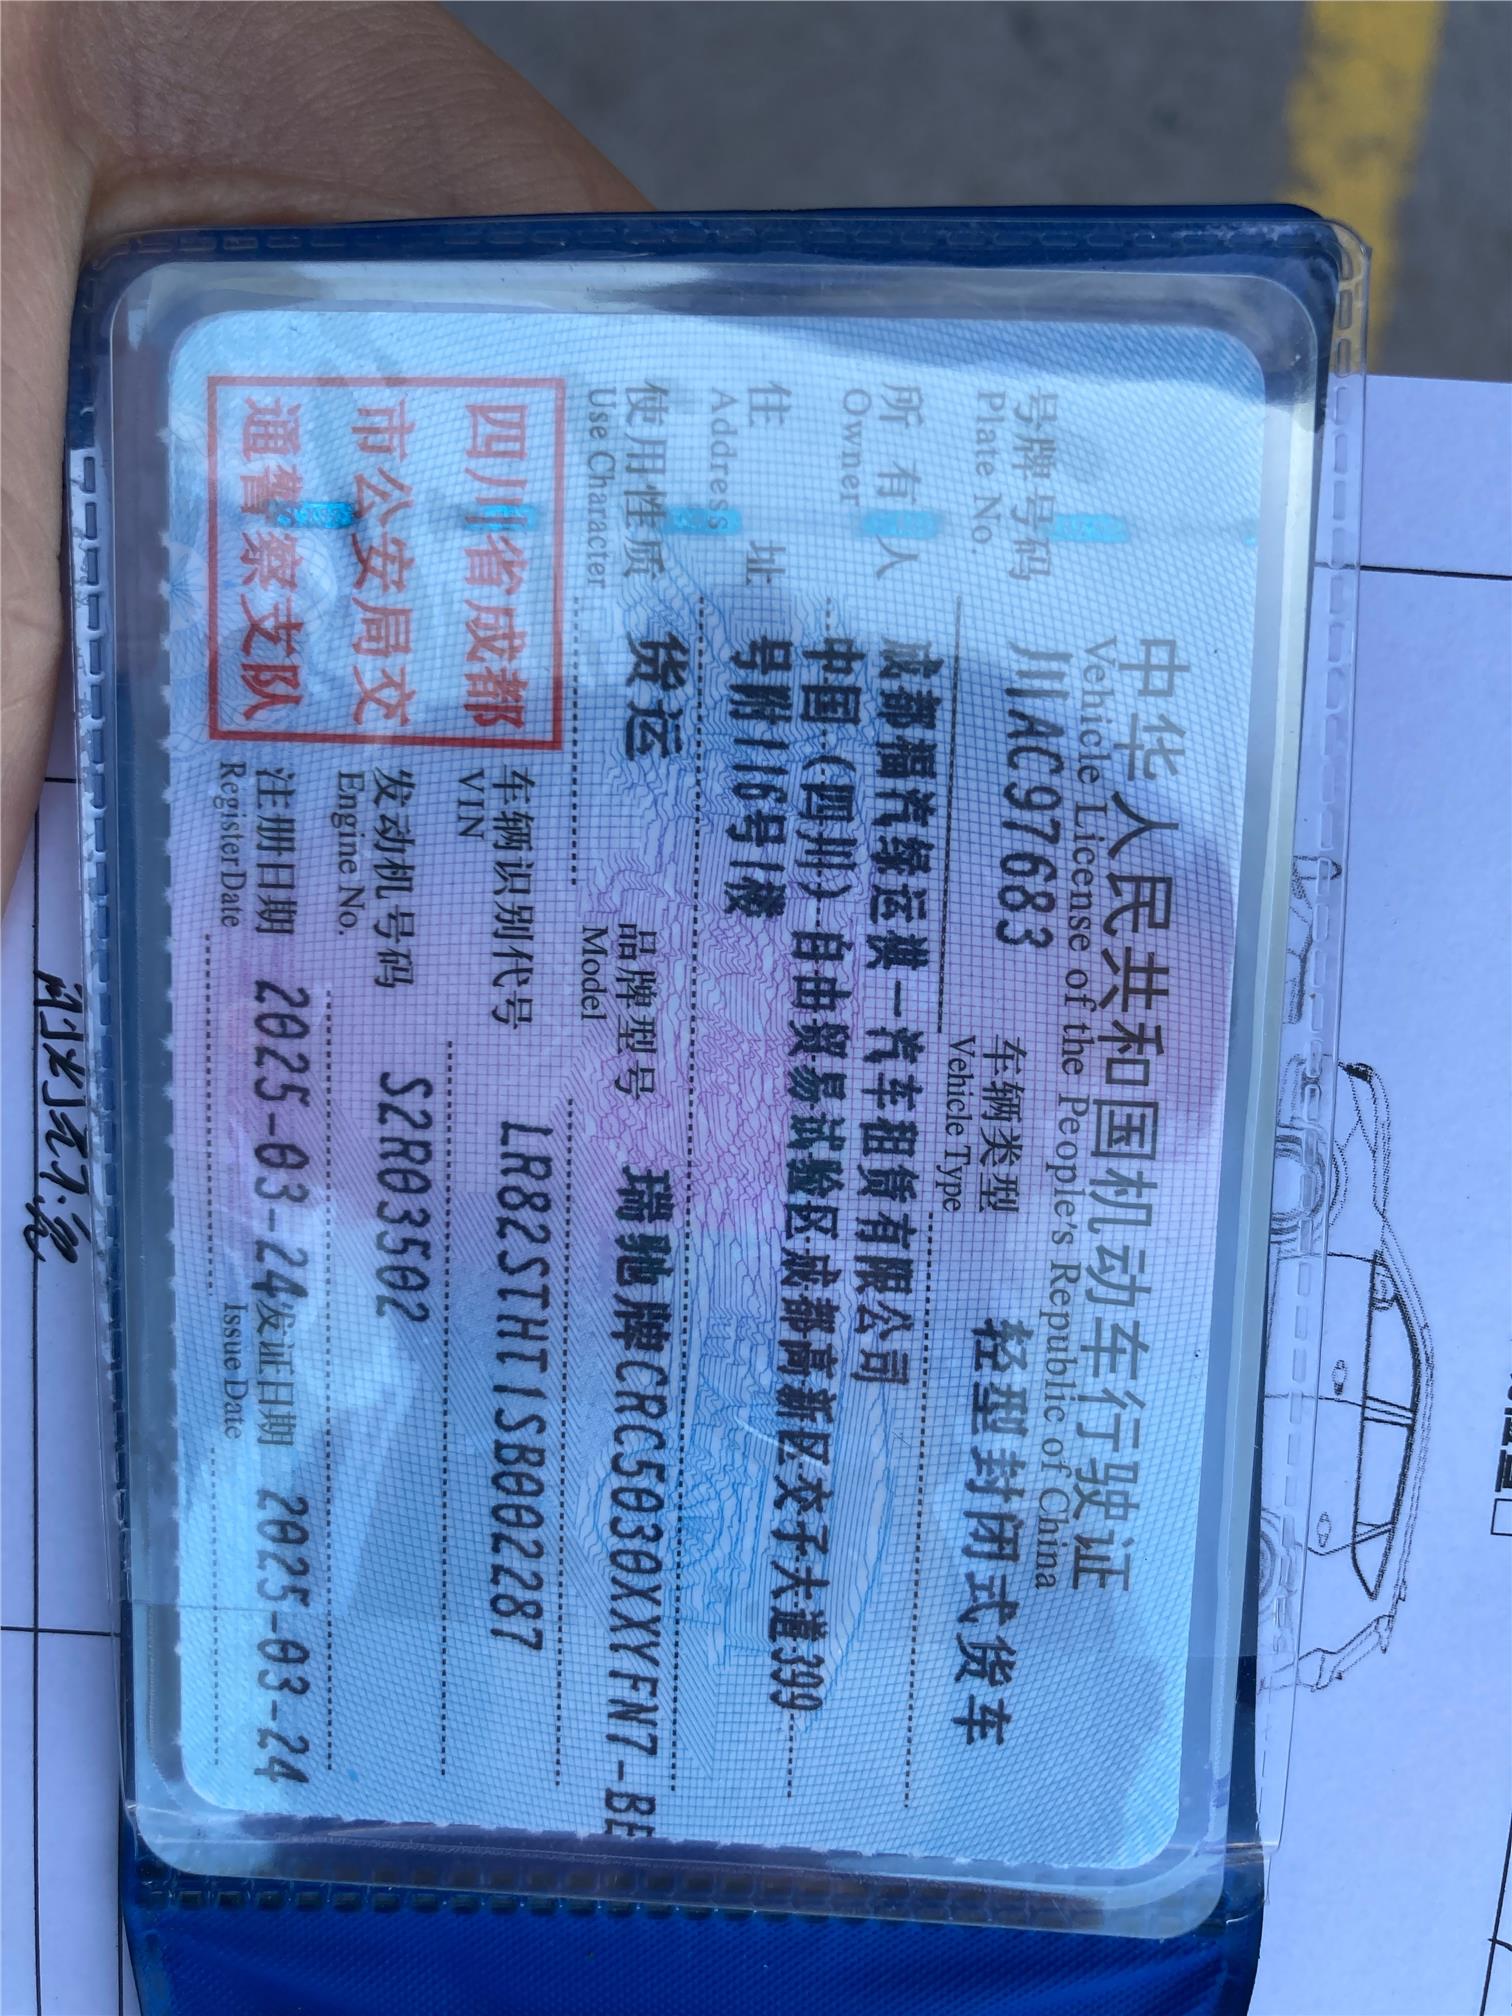 中华人民共和国机动车行驶证
Vehicle License of the People's Republic of China
号牌号码 川AC97683 车辆类型 轻型封闭式货车
Plate No Vehicle Type
所有人 成都福汽缘运祺一汽车租赁有限公司
Owner
住址 中国(四川)自由贸易试验区成都高新区交子大道399
号附116号1楼
Address
使用性质 货运 品牌型号 瑞驰牌CRC5030XXYFN7-BE
Use Character Model
四川省成都
市公安局交
通警察支队
车辆识别代号 LR82STHT1SB002287
VIN
发动机号码 S2R03502
Engine No.
注册日期 2025-03-24 发证日期 2025-03-24
Register Date Issue Date